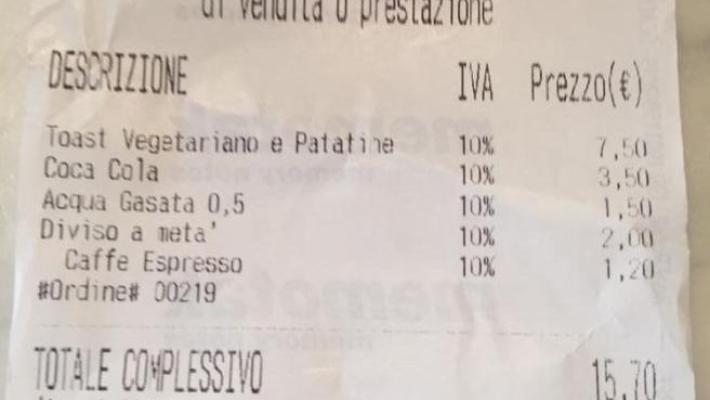 di vendita o prestazione
DESCRIZIONE IVA Prezzo(€)
Toast Vegetariano e Patatine 10% 7,50
Coca Cola 10% 3,50
Acqua Gasata 0,5 10% 1,50
Diviso a meta' 10% 2,00
Caffe Espresso 10% 1,20
#Ordine# 00219
TOTALE COMPLESSIVO 15,70